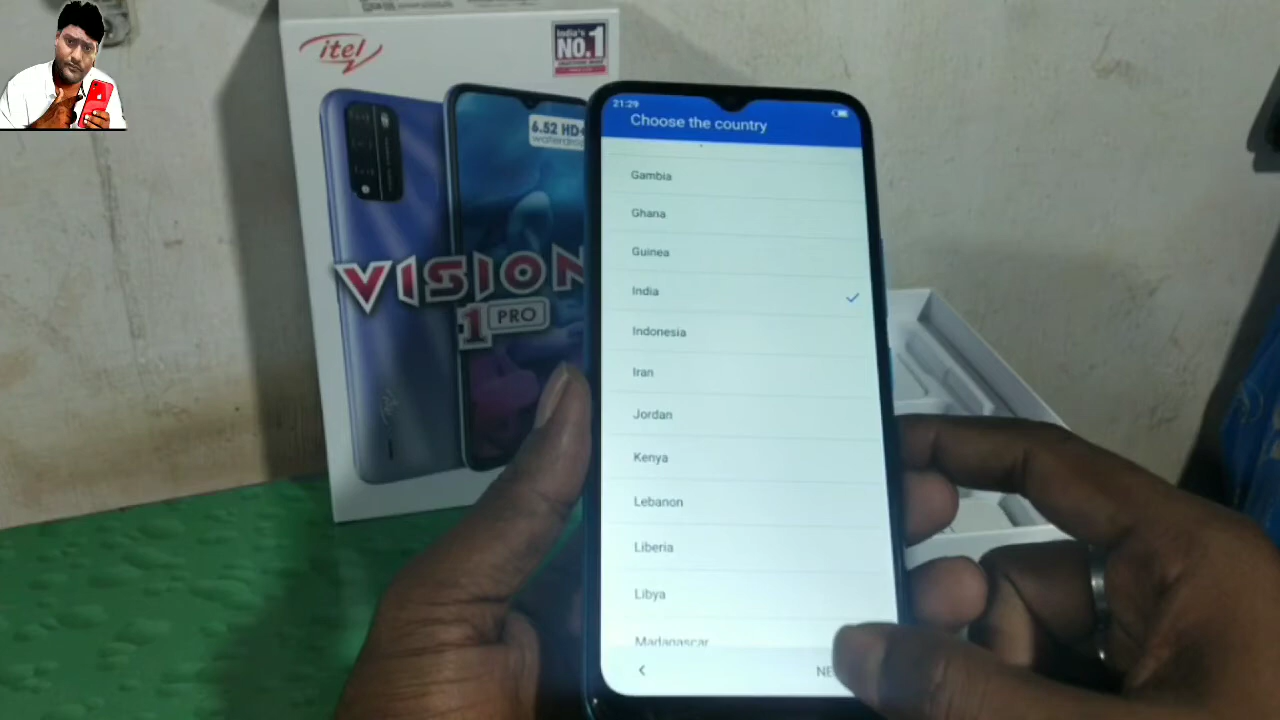 itel
India's
NO.1
6.52 HD+
waterdrop
VISION
1 PRO
21:29
Choose the country
Gambia
Ghana
Guinea
India
Indonesia
Iran
Jordan
Kenya
Lebanon
Liberia
Libya
Madagascar